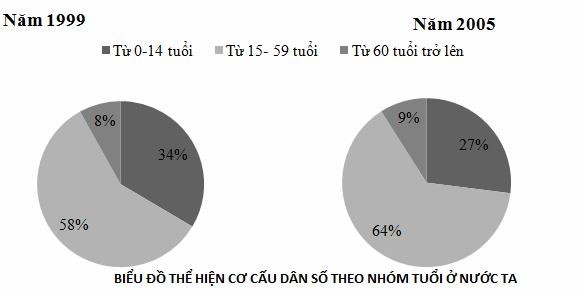 Năm 1999
Năm 2005
Từ 0-14 tuổi Từ 15- 59 tuổi Từ 60 tuổi trở lên
8%
34%
58%
9%
27%
64%
BIỂU ĐỒ THỂ HIỆN CƠ CẤU DÂN SỐ THEO NHÓM TUỔI Ở NƯỚC TA